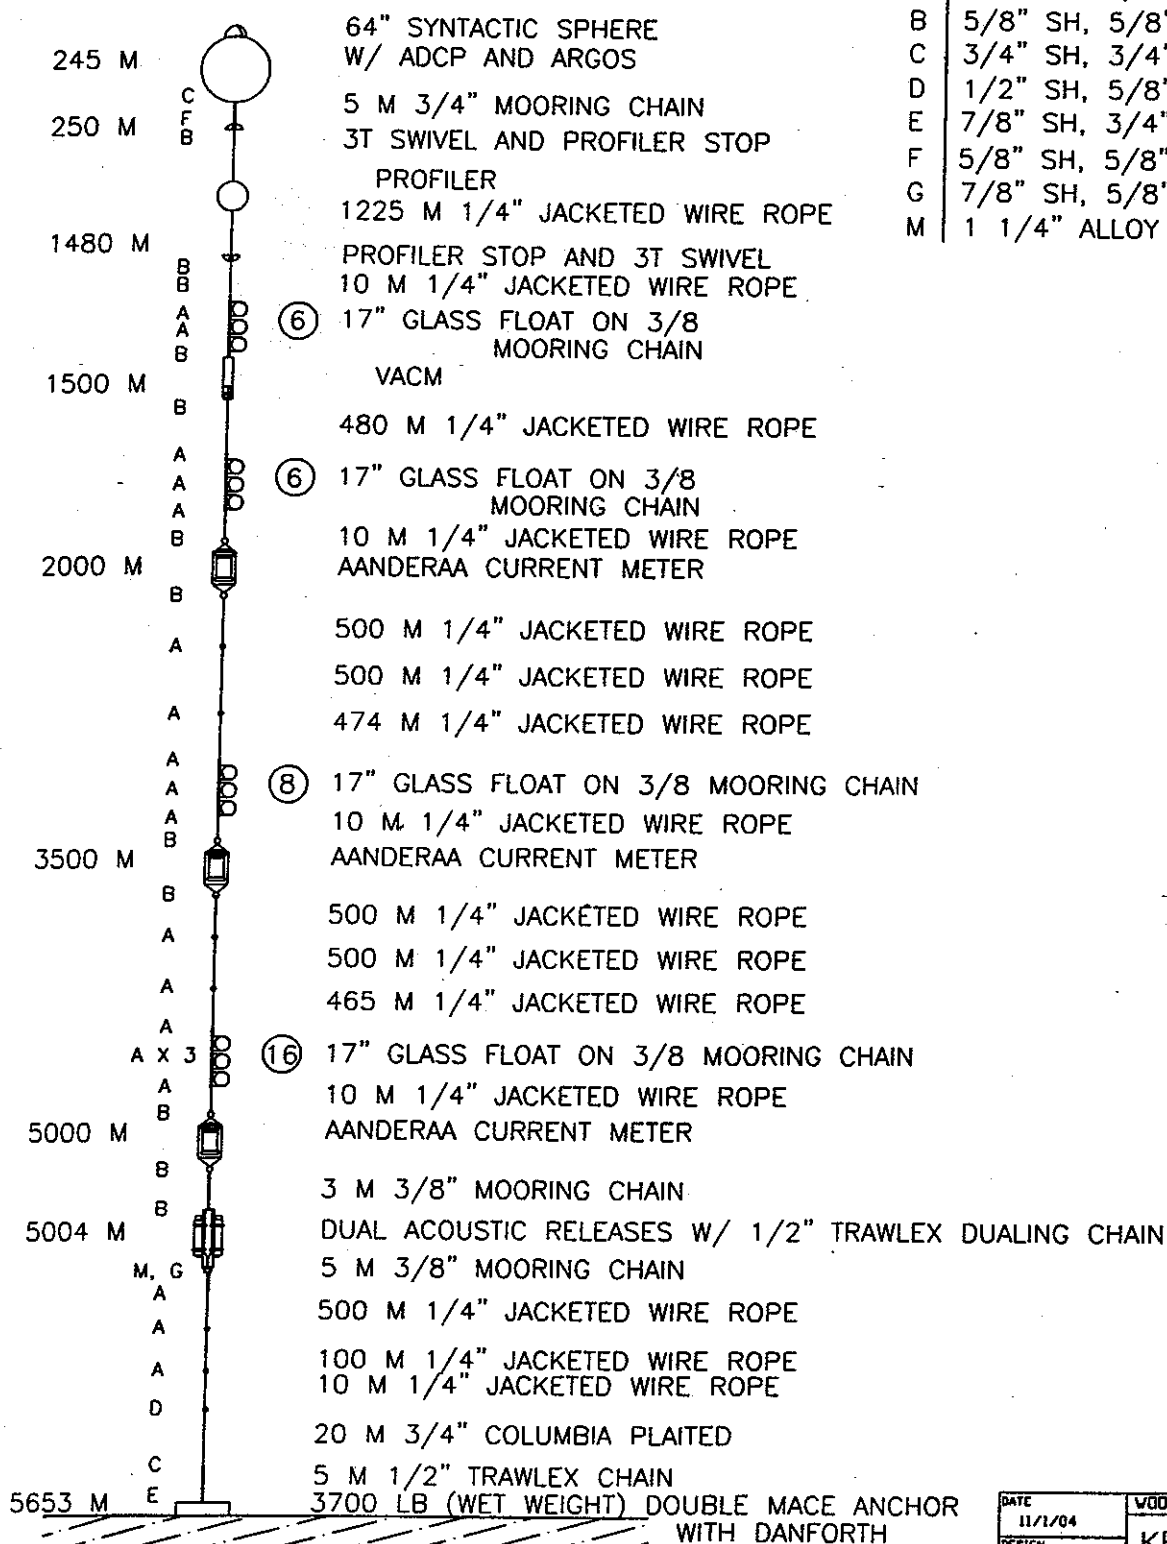 64" SYNTACTIC SPHERE
245 M W/ ADCP AND ARGOS
C
5 M 3/4" MOORING CHAIN
F
250 M
B
3T SWIVEL AND PROFILER STOP
PROFILER
1225 M 1/4" JACKETED WIRE ROPE
1480 M
PROFILER STOP AND 3T SWIVEL
B
B
10 M 1/4" JACKETED WIRE ROPE
A
A
6 17" GLASS FLOAT ON 3/8
MOORING CHAIN
B
1500 M
VACM
B
480 M 1/4" JACKETED WIRE ROPE
A
A
6 17" GLASS FLOAT ON 3/8
MOORING CHAIN
A
B
10 M 1/4" JACKETED WIRE ROPE
2000 M
AANDERAA CURRENT METER
B
500 M 1/4" JACKETED WIRE ROPE
A
500 M 1/4" JACKETED WIRE ROPE
A
474 M 1/4" JACKETED WIRE ROPE
A
A
8 17" GLASS FLOAT ON 3/8 MOORING CHAIN
A
10 M 1/4" JACKETED WIRE ROPE
B
3500 M
AANDERAA CURRENT METER
B
500 M 1/4" JACKETED WIRE ROPE
A
500 M 1/4" JACKETED WIRE ROPE
A
465 M 1/4" JACKETED WIRE ROPE
A
A X 3
16 17" GLASS FLOAT ON 3/8 MOORING CHAIN
A
10 M 1/4" JACKETED WIRE ROPE
B
5000 M
AANDERAA CURRENT METER
B
3 M 3/8" MOORING CHAIN
B
5004 M
DUAL ACOUSTIC RELEASES W/ 1/2" TRAWLEX DUALING CHAIN
M, G
5 M 3/8" MOORING CHAIN
A
500 M 1/4" JACKETED WIRE ROPE
A
100 M 1/4" JACKETED WIRE ROPE
A
10 M 1/4" JACKETED WIRE ROPE
D
20 M 3/4" COLUMBIA PLAITED
C
5 M 1/2" TRAWLEX CHAIN
E
5653 M
3700 LB (WET WEIGHT) DOUBLE MACE ANCHOR
WITH DANFORTH
B 5/8" SH, 5/8"
C 3/4" SH, 3/4"
D 1/2" SH, 5/8"
E 7/8" SH, 3/4"
F 5/8" SH, 5/8"
G 7/8" SH, 5/8"
M 1 1/4" ALLOY
DATE
11/1/04